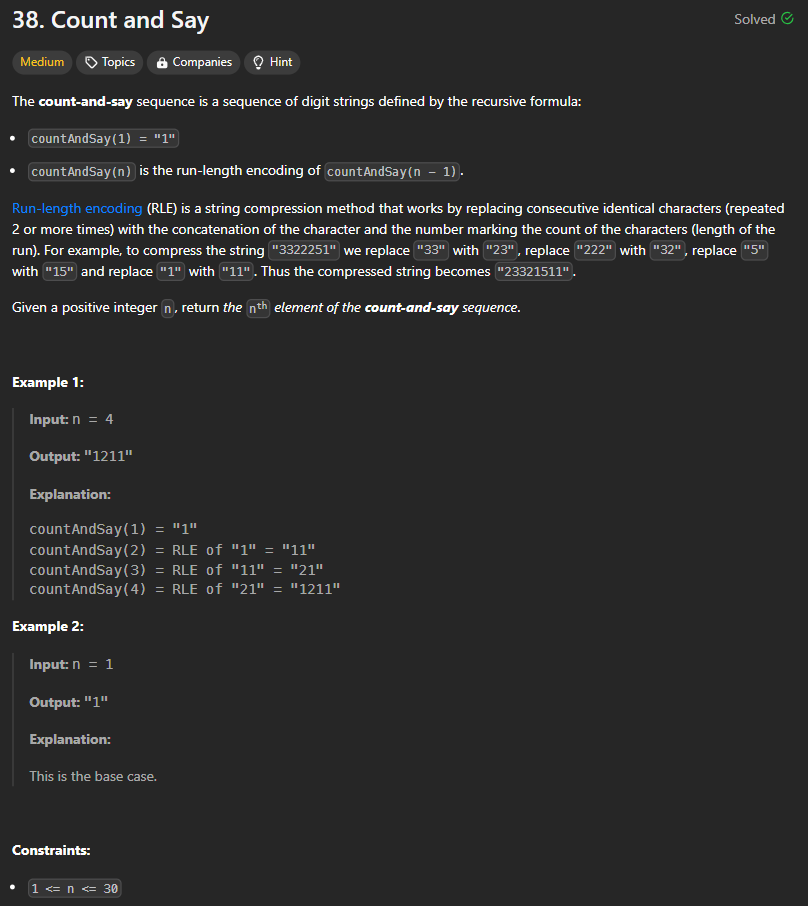 38. Count and Say
Solved
Medium
Topics
Companies
Hint
The count-and-say sequence is a sequence of digit strings defined by the recursive formula:
• countAndSay(1) = "1"
• countAndSay(n) is the run-length encoding of countAndSay(n - 1).
Run-length encoding (RLE) is a string compression method that works by replacing consecutive identical characters (repeated
2 or more times) with the concatenation of the character and the number marking the count of the characters (length of the
run). For example, to compress the string "3322251" we replace "33" with "23", replace "222" with "32", replace "5"
with "15" and replace "1" with "11". Thus the compressed string becomes "23321511".
Given a positive integer n, return the nth element of the count-and-say sequence.
Example 1:
Input: n = 4
Output: "1211"
Explanation:
countAndSay(1) = "1"
countAndSay(2) = RLE of "1" = "11"
countAndSay(3) = RLE of "11" = "21"
countAndSay(4) = RLE of "21" = "1211"
Example 2:
Input: n = 1
Output: "1"
Explanation:
This is the base case.
Constraints:
• 1 <= n <= 30